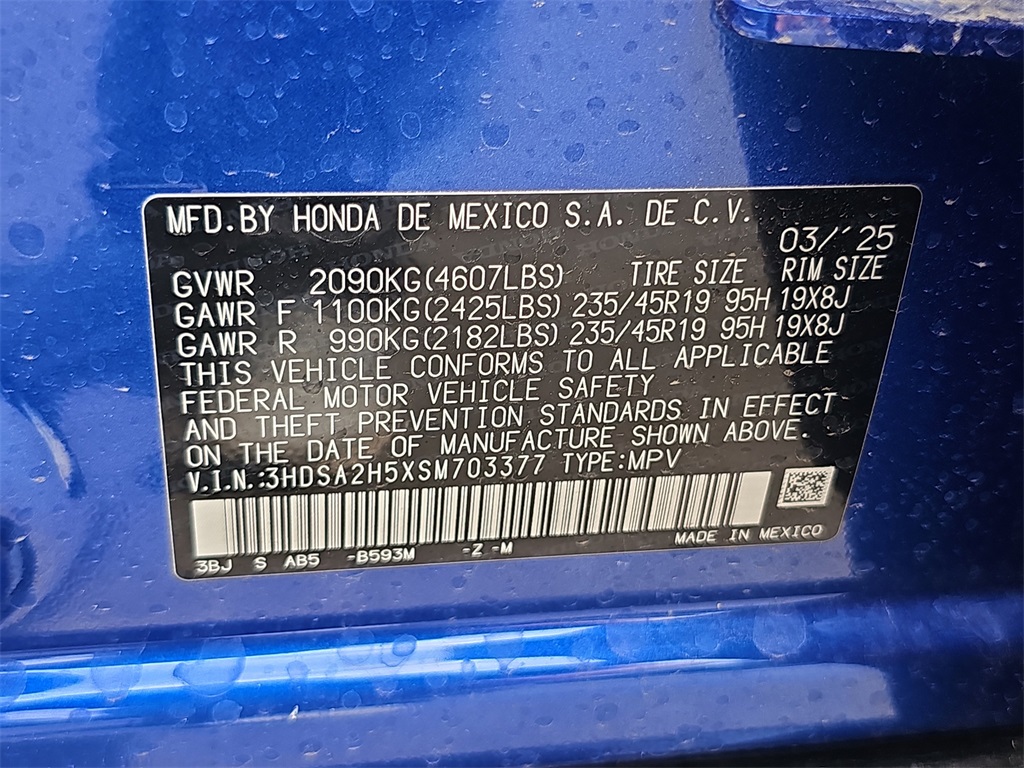 MFD.BY HONDA DE MEXICO S.A. DE C.V.
03/'25
GVWR 2090KG(4607LBS) TIRE SIZE RIM SIZE
GAWR F 1100KG(2425LBS) 235/45R19 95H 19X8J
GAWR R 990KG(2182LBS) 235/45R19 95H 19X8J
THIS VEHICLE CONFORMS TO ALL APPLICABLE
FEDERAL MOTOR VEHICLE SAFETY
AND THEFT PREVENTION STANDARDS IN EFFECT
ON THE DATE OF MANUFACTURE SHOWN ABOVE.
V.I.N.:3HDSA2H5XSM703377 TYPE:MPV
MADE IN MEXICO
3BJ S AB5 -B593M -2 -M